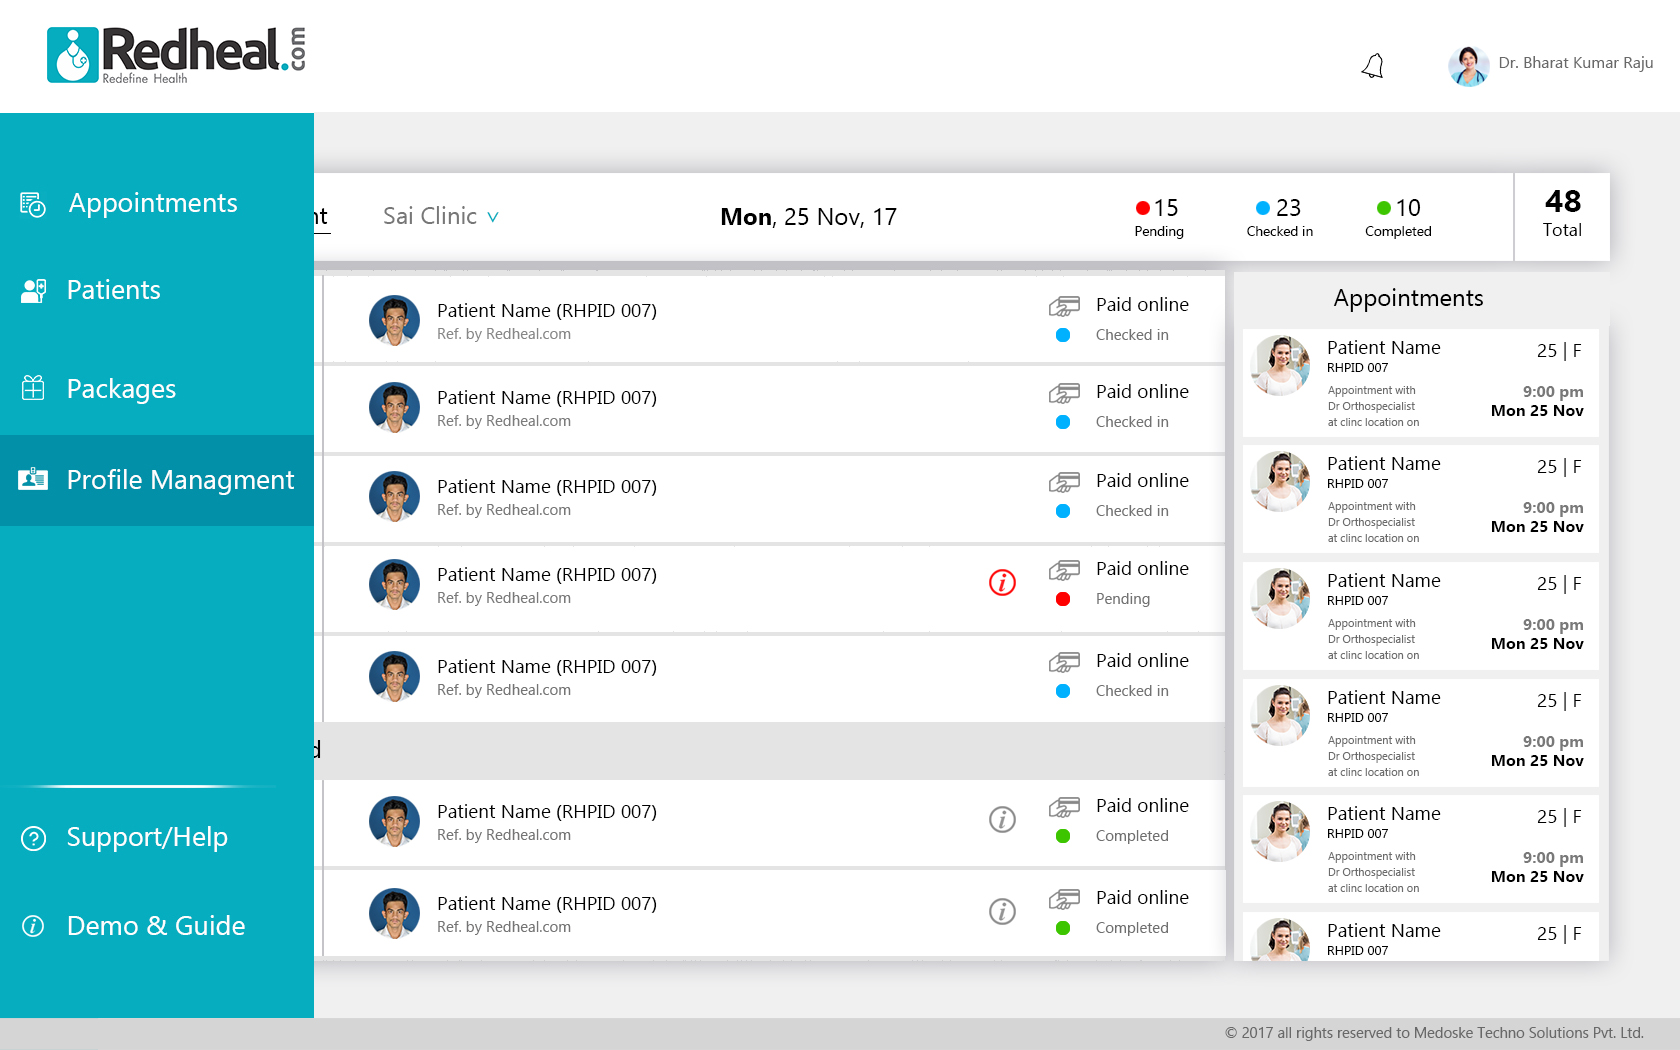 Redheal.com
Redefine Health
Dr. Bharat Kumar Raju
Appointments
Patients
Packages
Profile Managment
Support/Help
Demo & Guide
nt
Sai Clinic
Mon, 25 Nov, 17
15
Pending
23
Checked in
10
Completed
48
Total
Patient Name (RHPID 007)
Ref. by Redheal.com
Paid online
Checked in
Patient Name (RHPID 007)
Ref. by Redheal.com
Paid online
Checked in
Patient Name (RHPID 007)
Ref. by Redheal.com
Paid online
Checked in
Patient Name (RHPID 007)
Ref. by Redheal.com
i
Paid online
Pending
Patient Name (RHPID 007)
Ref. by Redheal.com
Paid online
Checked in
d
Patient Name (RHPID 007)
Ref. by Redheal.com
i
Paid online
Completed
Patient Name (RHPID 007)
Ref. by Redheal.com
i
Paid online
Completed
Appointments
Patient Name
RHPID 007
25 | F
Appointment with
Dr Orthospecialist
at clinc location on
9:00 pm
Mon 25 Nov
Patient Name
RHPID 007
25 | F
Appointment with
Dr Orthospecialist
at clinc location on
9:00 pm
Mon 25 Nov
Patient Name
RHPID 007
25 | F
Appointment with
Dr Orthospecialist
at clinc location on
9:00 pm
Mon 25 Nov
Patient Name
RHPID 007
25 | F
Appointment with
Dr Orthospecialist
at clinc location on
9:00 pm
Mon 25 Nov
Patient Name
RHPID 007
25 | F
Appointment with
Dr Orthospecialist
at clinc location on
9:00 pm
Mon 25 Nov
Patient Name
RHPID 007
25 | F
© 2017 all rights reserved to Medoske Techno Solutions Pvt. Ltd.